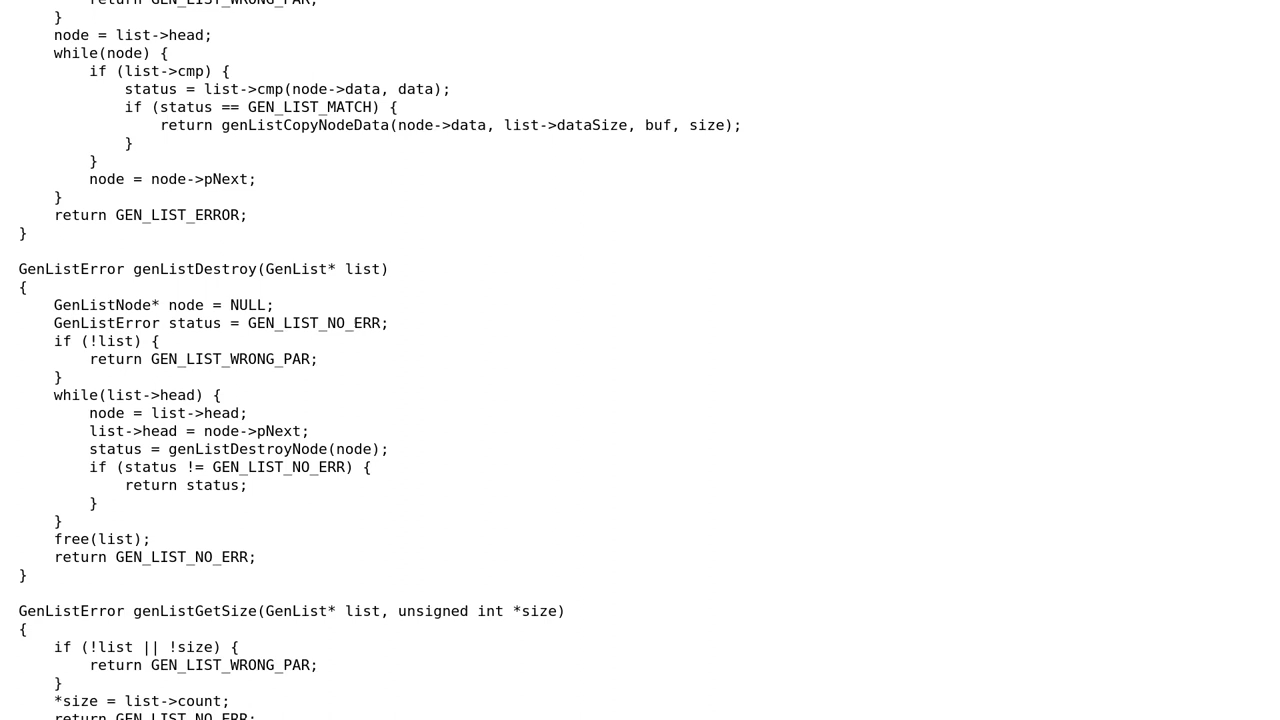 return GEN_LIST_WRONG_PAR;
    }
    node = list->head;
    while(node) {
        if (list->cmp) {
            status = list->cmp(node->data, data);
            if (status == GEN_LIST_MATCH) {
                return genListCopyNodeData(node->data, list->dataSize, buf, size);
            }
        }
        node = node->pNext;
    }
    return GEN_LIST_ERROR;
}

GenListError genListDestroy(GenList* list)
{
    GenListNode* node = NULL;
    GenListError status = GEN_LIST_NO_ERR;
    if (!list) {
        return GEN_LIST_WRONG_PAR;
    }
    while(list->head) {
        node = list->head;
        list->head = node->pNext;
        status = genListDestroyNode(node);
        if (status != GEN_LIST_NO_ERR) {
            return status;
        }
    }
    free(list);
    return GEN_LIST_NO_ERR;
}

GenListError genListGetSize(GenList* list, unsigned int *size)
{
    if (!list || !size) {
        return GEN_LIST_WRONG_PAR;
    }
    *size = list->count;
    return GEN_LIST_NO_ERR;